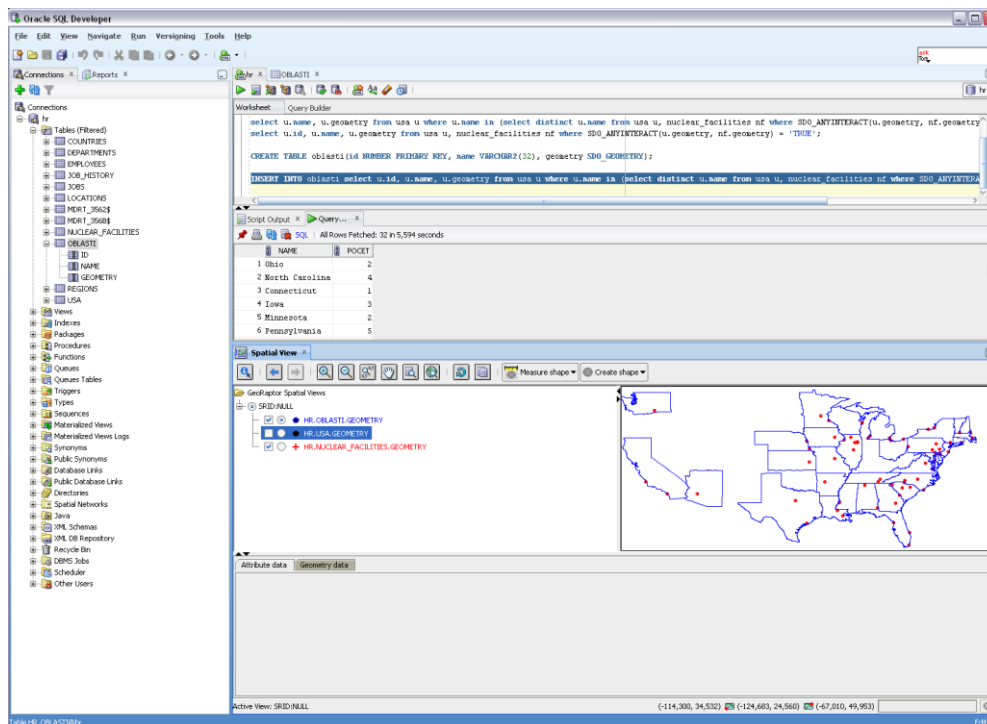 Oracle SQL Developer
File Edit View Navigate Run Versioning Tools Help
ask Tom
Connections Reports
hr OBLASTI
hr
Worksheet Query Builder
select u.name, u.geometry from usa u where u.name in (select distinct u.name from usa u, nuclear_facilities nf where SDO_ANYINTERACT(u.geometry, nf.geometry
select u.id, u.name, u.geometry from usa u, nuclear_facilities nf where SDO_ANYINTERACT(u.geometry, nf.geometry) = 'TRUE';
CREATE TABLE oblasti(id NUMBER PRIMARY KEY, name VARCHAR2(32), geometry SDO_GEOMETRY);
INSERT INTO oblasti select u.id, u.name, u.geometry from usa u where u.name in (select distinct u.name from usa u, nuclear_facilities nf where SDO_ANYINTERA
Connections
hr
Tables (Filtered)
COUNTRIES
DEPARTMENTS
EMPLOYEES
JOB_HISTORY
JOBS
LOCATIONS
MDRT_3562$
MDRT_3568$
NUCLEAR_FACILITIES
OBLASTI
ID
NAME
GEOMETRY
REGIONS
USA
Views
Indexes
Packages
Procedures
Functions
Queues
Queues Tables
Triggers
Types
Sequences
Materialized Views
Materialized Views Logs
Synonyms
Public Synonyms
Database Links
Public Database Links
Directories
Spatial Networks
Java
XML Schemas
XML DB Repository
Recycle Bin
DBMS Jobs
Scheduler
Other Users
Script Output Query...
SQL All Rows Fetched: 32 in 5,594 seconds
NAME POCET
1 Ohio 2
2 North Carolina 4
3 Connecticut 1
4 Iowa 3
5 Minnesota 2
6 Pennsylvania 5
Spatial View
Measure shape Create shape
GeoRaptor Spatial Views
SRID:NULL
HR.OBLASTI.GEOMETRY
HR.USA.GEOMETRY
HR.NUCLEAR_FACILITIES.GEOMETRY
Attribute data Geometry data
Active View: SRID:NULL (-114,300, 34,532) (-124,683, 24,560) (-67,010, 49,953)
Table HR.OBLASTI@hr Edit